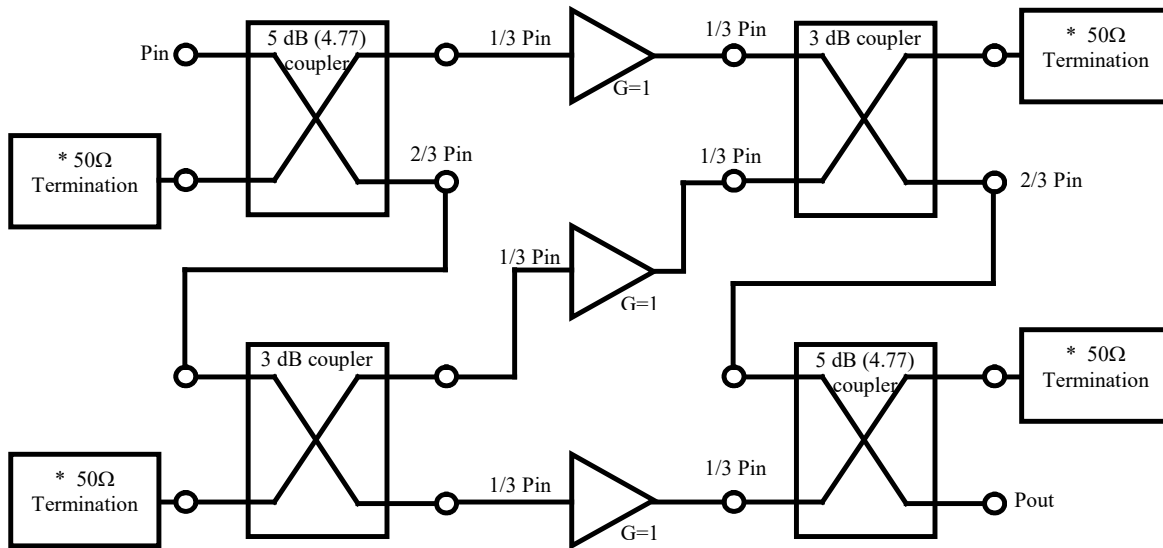 Pin
5 dB (4.77)
coupler
1/3 Pin
G=1
1/3 Pin
3 dB coupler
* 50Ω
Termination
* 50Ω
Termination
2/3 Pin
1/3 Pin
2/3 Pin
1/3 Pin
G=1
3 dB coupler
5 dB (4.77)
coupler
* 50Ω
Termination
* 50Ω
Termination
1/3 Pin
G=1
1/3 Pin
Pout